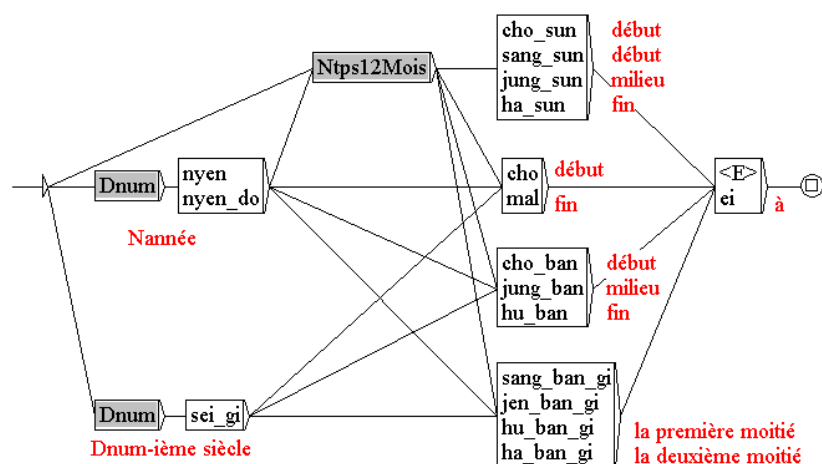 Ntps12Mois
cho_sun début
sang_sun début
jung_sun milieu
ha_sun fin
Dnum
nyen
nyen_do
Nannée
cho début
mal fin
<E>
ei à
cho_ban début
jung_ban milieu
hu_ban fin
Dnum
sei_gi
Dnum-ième siècle
sang_ban_gi
jen_ban_gi
hu_ban_gi la première moitié
ha_ban_gi la deuxième moitié